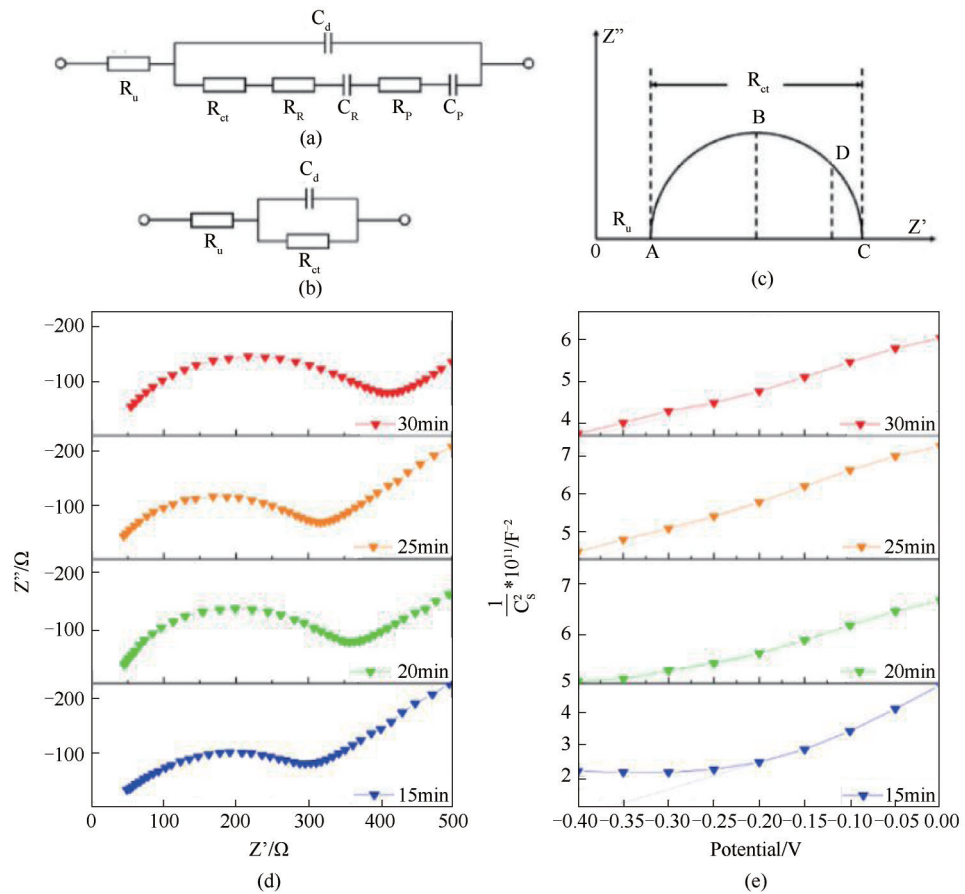 C_d
R_u
R_ct
R_R
C_R
R_P
C_P
(a)
C_d
R_u
R_ct
(b)
Z”
R_ct
B
D
R_u
Z’
0
A
C
(c)
−200
−100
30min
−200
−100
25min
−200
−100
20min
−200
−100
15min
0
100
200
300
400
500
Z”/Ω
Z’/Ω
(d)
6
5
4
30min
7
6
5
25min
7
6
5
20min
4
3
2
15min
−0.40
−0.35
−0.30
−0.25
−0.20
−0.15
−0.10
−0.05
0.00
1/C_s^2 *10^11/F^−2
Potential/V
(e)